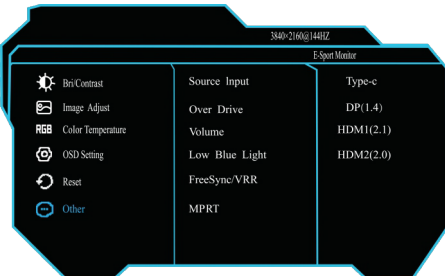 3840×2160@144HZ
E-Sport Monitor
Bri/Contrast
Image Adjust
RGB Color Temperature
OSD Setting
Reset
Other
Source Input
Over Drive
Volume
Low Blue Light
FreeSync/VRR
MPRT
Type-c
DP(1.4)
HDM1(2.1)
HDM2(2.0)